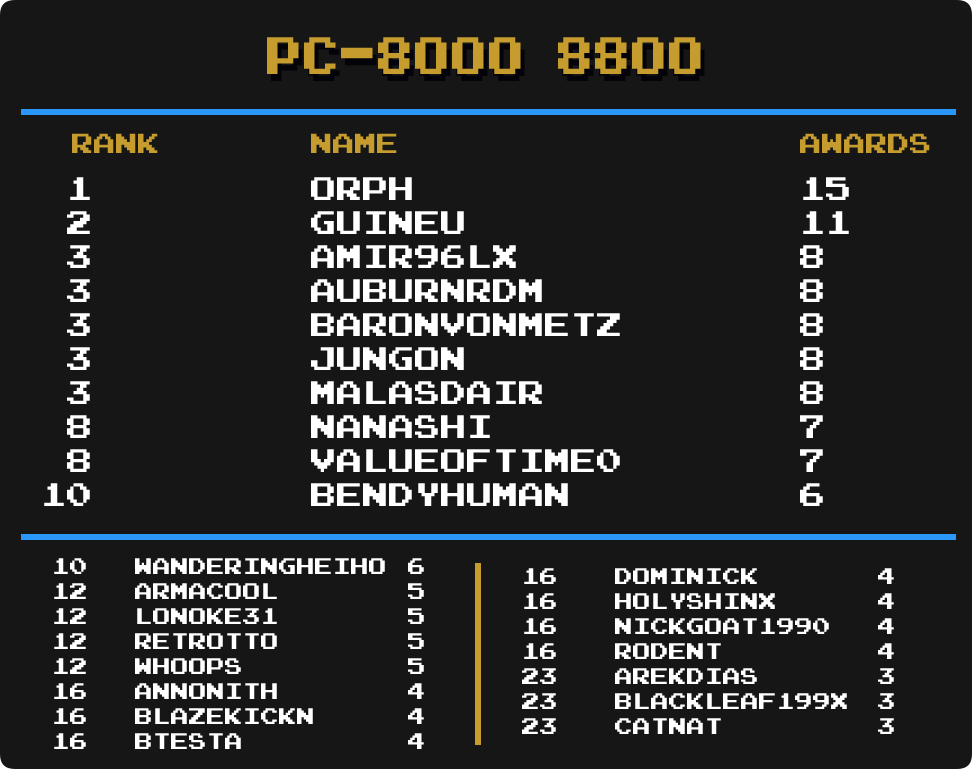 PC-8000 8800
RANK NAME AWARDS
1 ORPH 15
2 GUINEU 11
3 AMIR96LX 8
3 AUBURNRDM 8
3 BARONVONMETZ 8
3 JUNGON 8
3 MALASDAIR 8
8 NANASHI 7
8 VALUEOFTIME0 7
10 BENDYHUMAN 6
10 WANDERINGHEIHO 6
12 ARMACOOL 5
12 LONOKE31 5
12 RETROTTO 5
12 WHOOPS 5
16 ANNONITH 4
16 BLAZEKICKN 4
16 BTESTA 4
16 DOMINICK 4
16 HOLYSHINX 4
16 NICKGOAT1990 4
16 RODENT 4
23 AREKDIAS 3
23 BLACKLEAF199X 3
23 CATNAT 3